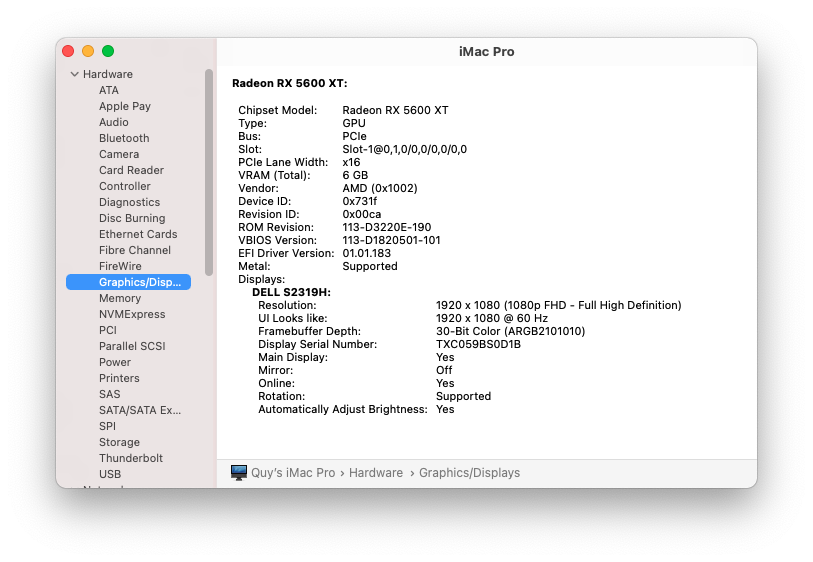 iMac Pro
Hardware
ATA
Apple Pay
Audio
Bluetooth
Camera
Card Reader
Controller
Diagnostics
Disc Burning
Ethernet Cards
Fibre Channel
FireWire
Graphics/Disp...
Memory
NVMExpress
PCI
Parallel SCSI
Power
Printers
SAS
SATA/SATA Ex...
SPI
Storage
Thunderbolt
USB
Radeon RX 5600 XT:
Chipset Model: Radeon RX 5600 XT
Type: GPU
Bus: PCIe
Slot: Slot-1@0,1,0/0,0/0,0/0,0
PCIe Lane Width: x16
VRAM (Total): 6 GB
Vendor: AMD (0x1002)
Device ID: 0x731f
Revision ID: 0x00ca
ROM Revision: 113-D3220E-190
VBIOS Version: 113-D1820501-101
EFI Driver Version: 01.01.183
Metal: Supported
Displays:
DELL S2319H:
Resolution: 1920 x 1080 (1080p FHD - Full High Definition)
UI Looks like: 1920 x 1080 @ 60 Hz
Framebuffer Depth: 30-Bit Color (ARGB2101010)
Display Serial Number: TXC059BS0D1B
Main Display: Yes
Mirror: Off
Online: Yes
Rotation: Supported
Automatically Adjust Brightness: Yes
Quy's iMac Pro › Hardware › Graphics/Displays